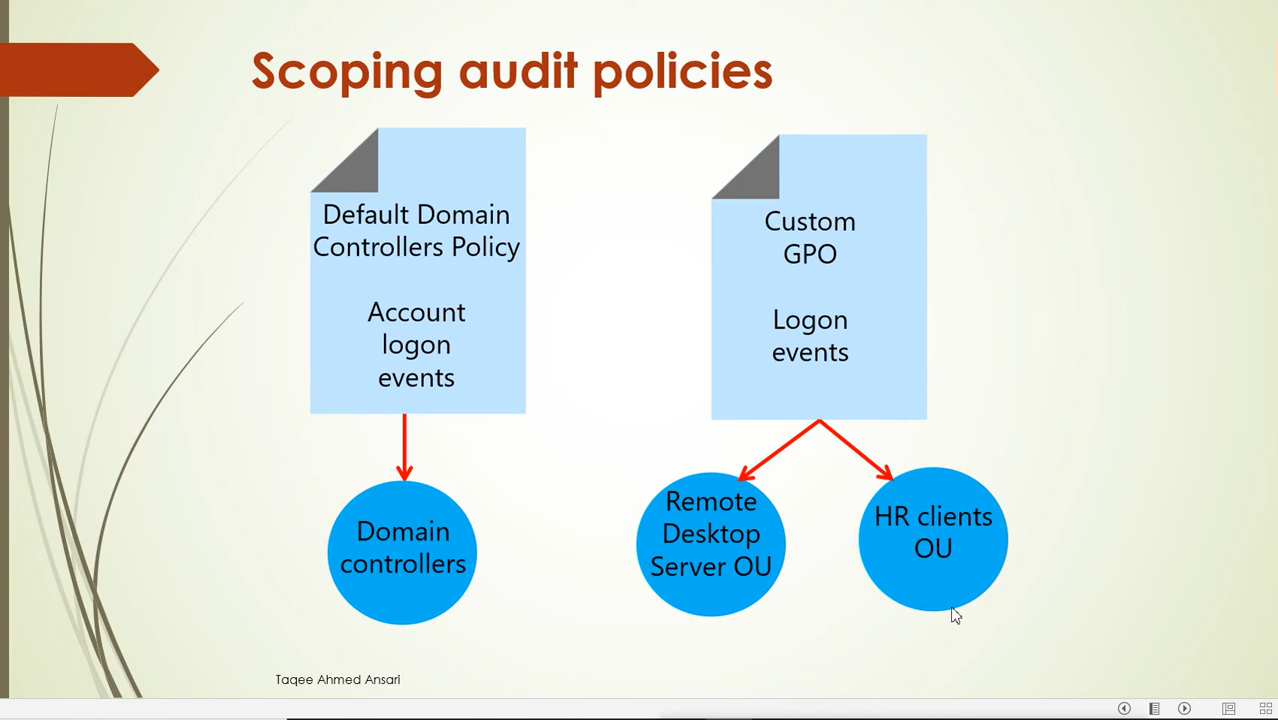 Scoping audit policies
Default Domain
Controllers Policy
Account
logon
events
Custom
GPO
Logon
events
Domain
controllers
Remote
Desktop
Server OU
HR clients
OU
Taqee Ahmed Ansari